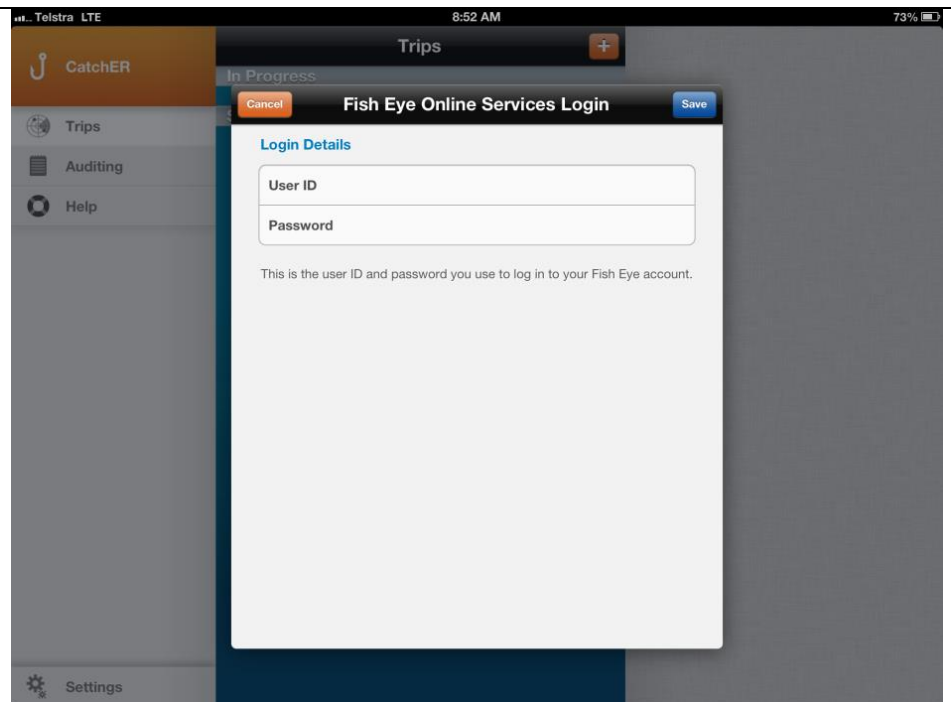 Telstra LTE 8:52 AM 73%
CatchER
Trips
In Progress
Cancel Fish Eye Online Services Login Save
Trips
Auditing
Help
Login Details
User ID
Password
This is the user ID and password you use to log in to your Fish Eye account.
Settings